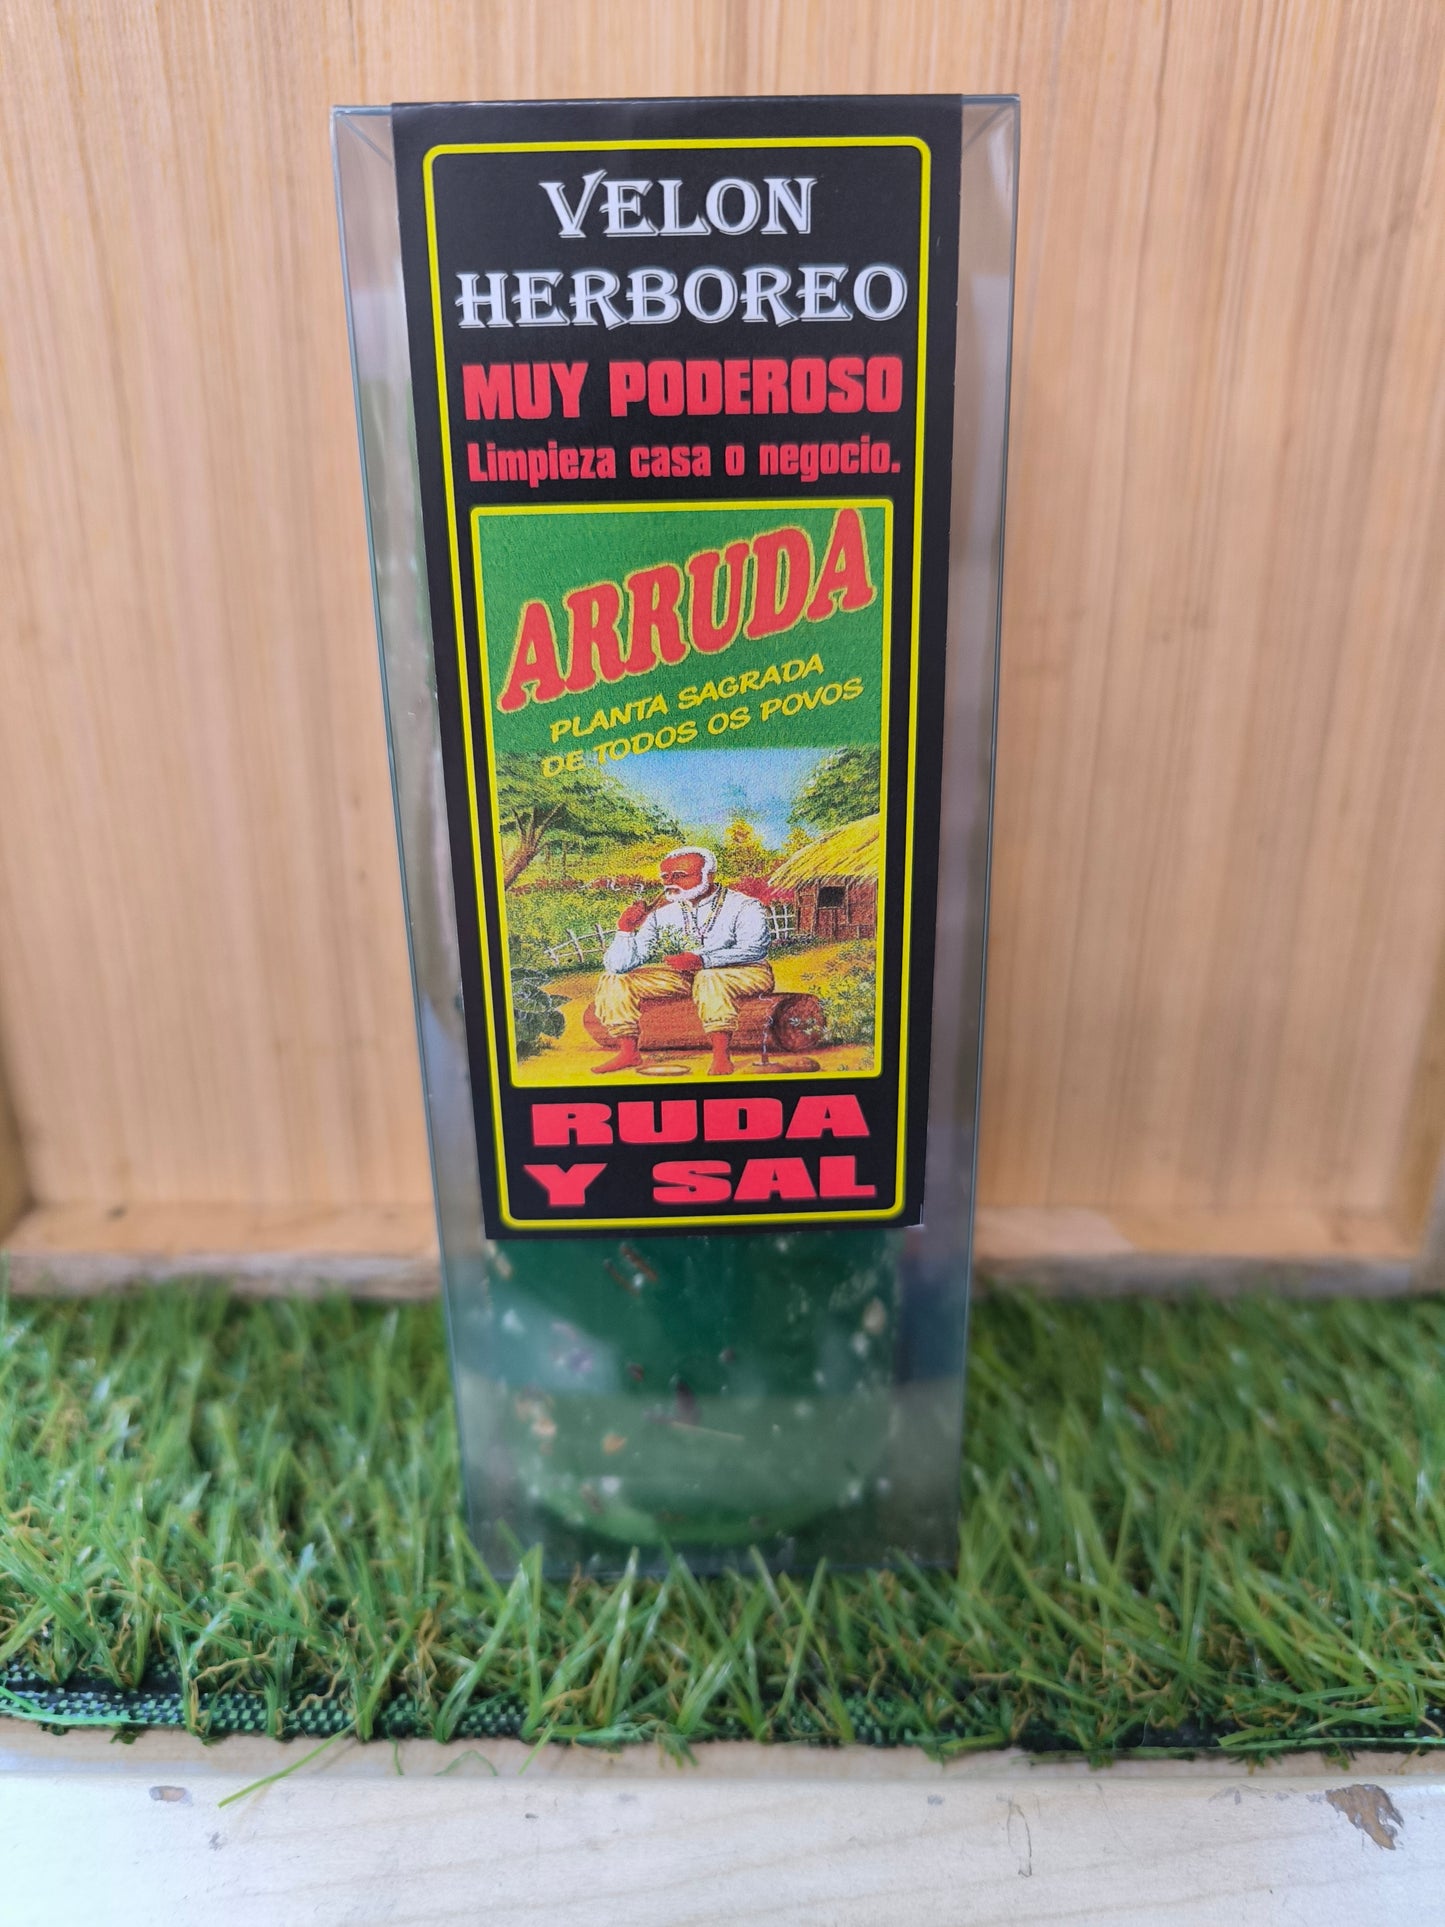 VELON
HERBOREO
MUY PODEROSO
Limpieza casa o negocio.
ARRUDA
PLANTA SAGRADA
DE TODOS OS POVOS
RUDA
Y SAL